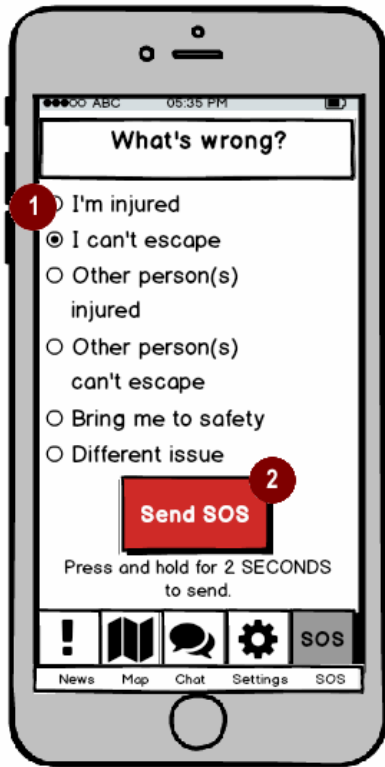 ABC 05:35 PM
What's wrong?
1
I'm injured
I can't escape
Other person(s)
injured
Other person(s)
can't escape
Bring me to safety
Different issue
2
Send SOS
Press and hold for 2 SECONDS
to send.
! SOS
News Map Chat Settings SOS